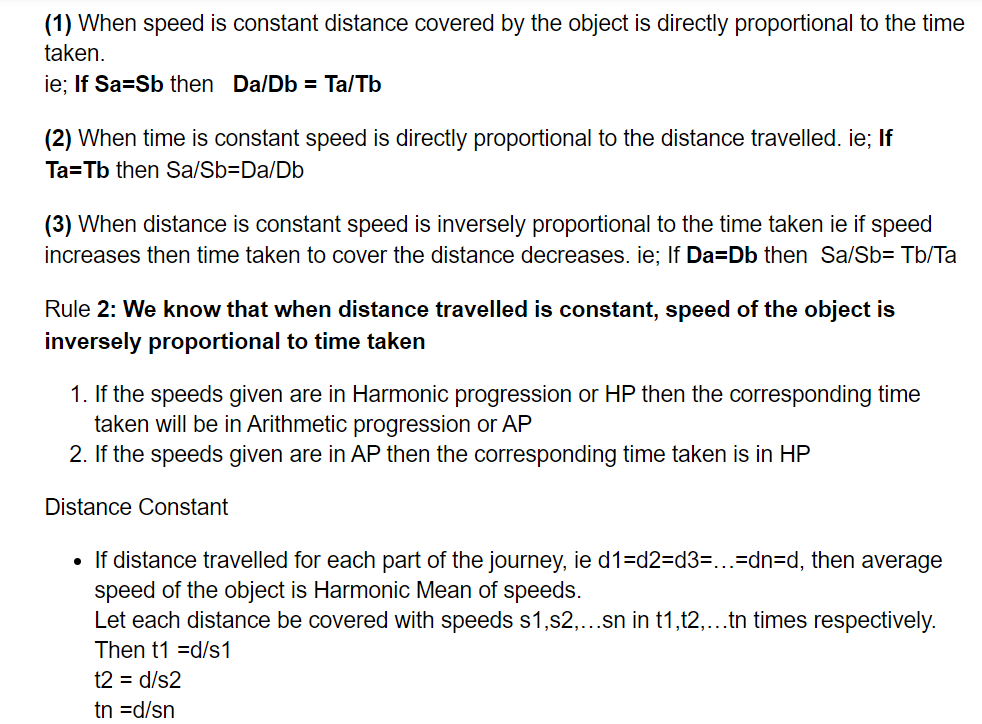 (1) When speed is constant distance covered by the object is directly proportional to the time
taken.
ie; If Sa=Sb then Da/Db = Ta/Tb
(2) When time is constant speed is directly proportional to the distance travelled. ie; If
Ta=Tb then Sa/Sb=Da/Db
(3) When distance is constant speed is inversely proportional to the time taken ie if speed
increases then time taken to cover the distance decreases. ie; If Da=Db then Sa/Sb= Tb/Ta
Rule 2: We know that when distance travelled is constant, speed of the object is
inversely proportional to time taken
1. If the speeds given are in Harmonic progression or HP then the corresponding time
taken will be in Arithmetic progression or AP
2. If the speeds given are in AP then the corresponding time taken is in HP
Distance Constant
• If distance travelled for each part of the journey, ie d1=d2=d3=…=dn=d, then average
speed of the object is Harmonic Mean of speeds.
Let each distance be covered with speeds s1,s2,…sn in t1,t2,…tn times respectively.
Then t1 =d/s1
t2 = d/s2
tn =d/sn